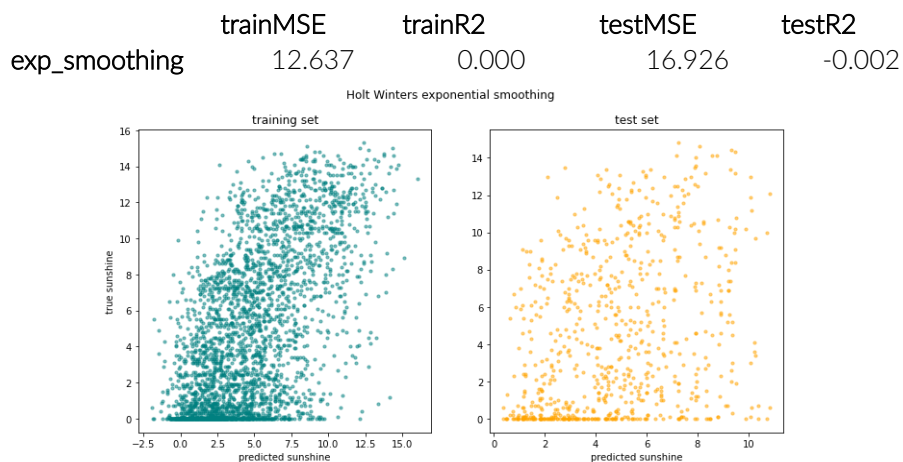 trainMSE trainR2 testMSE testR2
exp_smoothing 12.637 0.000 16.926 -0.002
Holt Winters exponential smoothing
training set
test set
16
14
12
10
8
6
4
2
0
true sunshine
-2.5 0.0 2.5 5.0 7.5 10.0 12.5 15.0
predicted sunshine
14
12
10
8
6
4
2
0
0 2 4 6 8 10
predicted sunshine